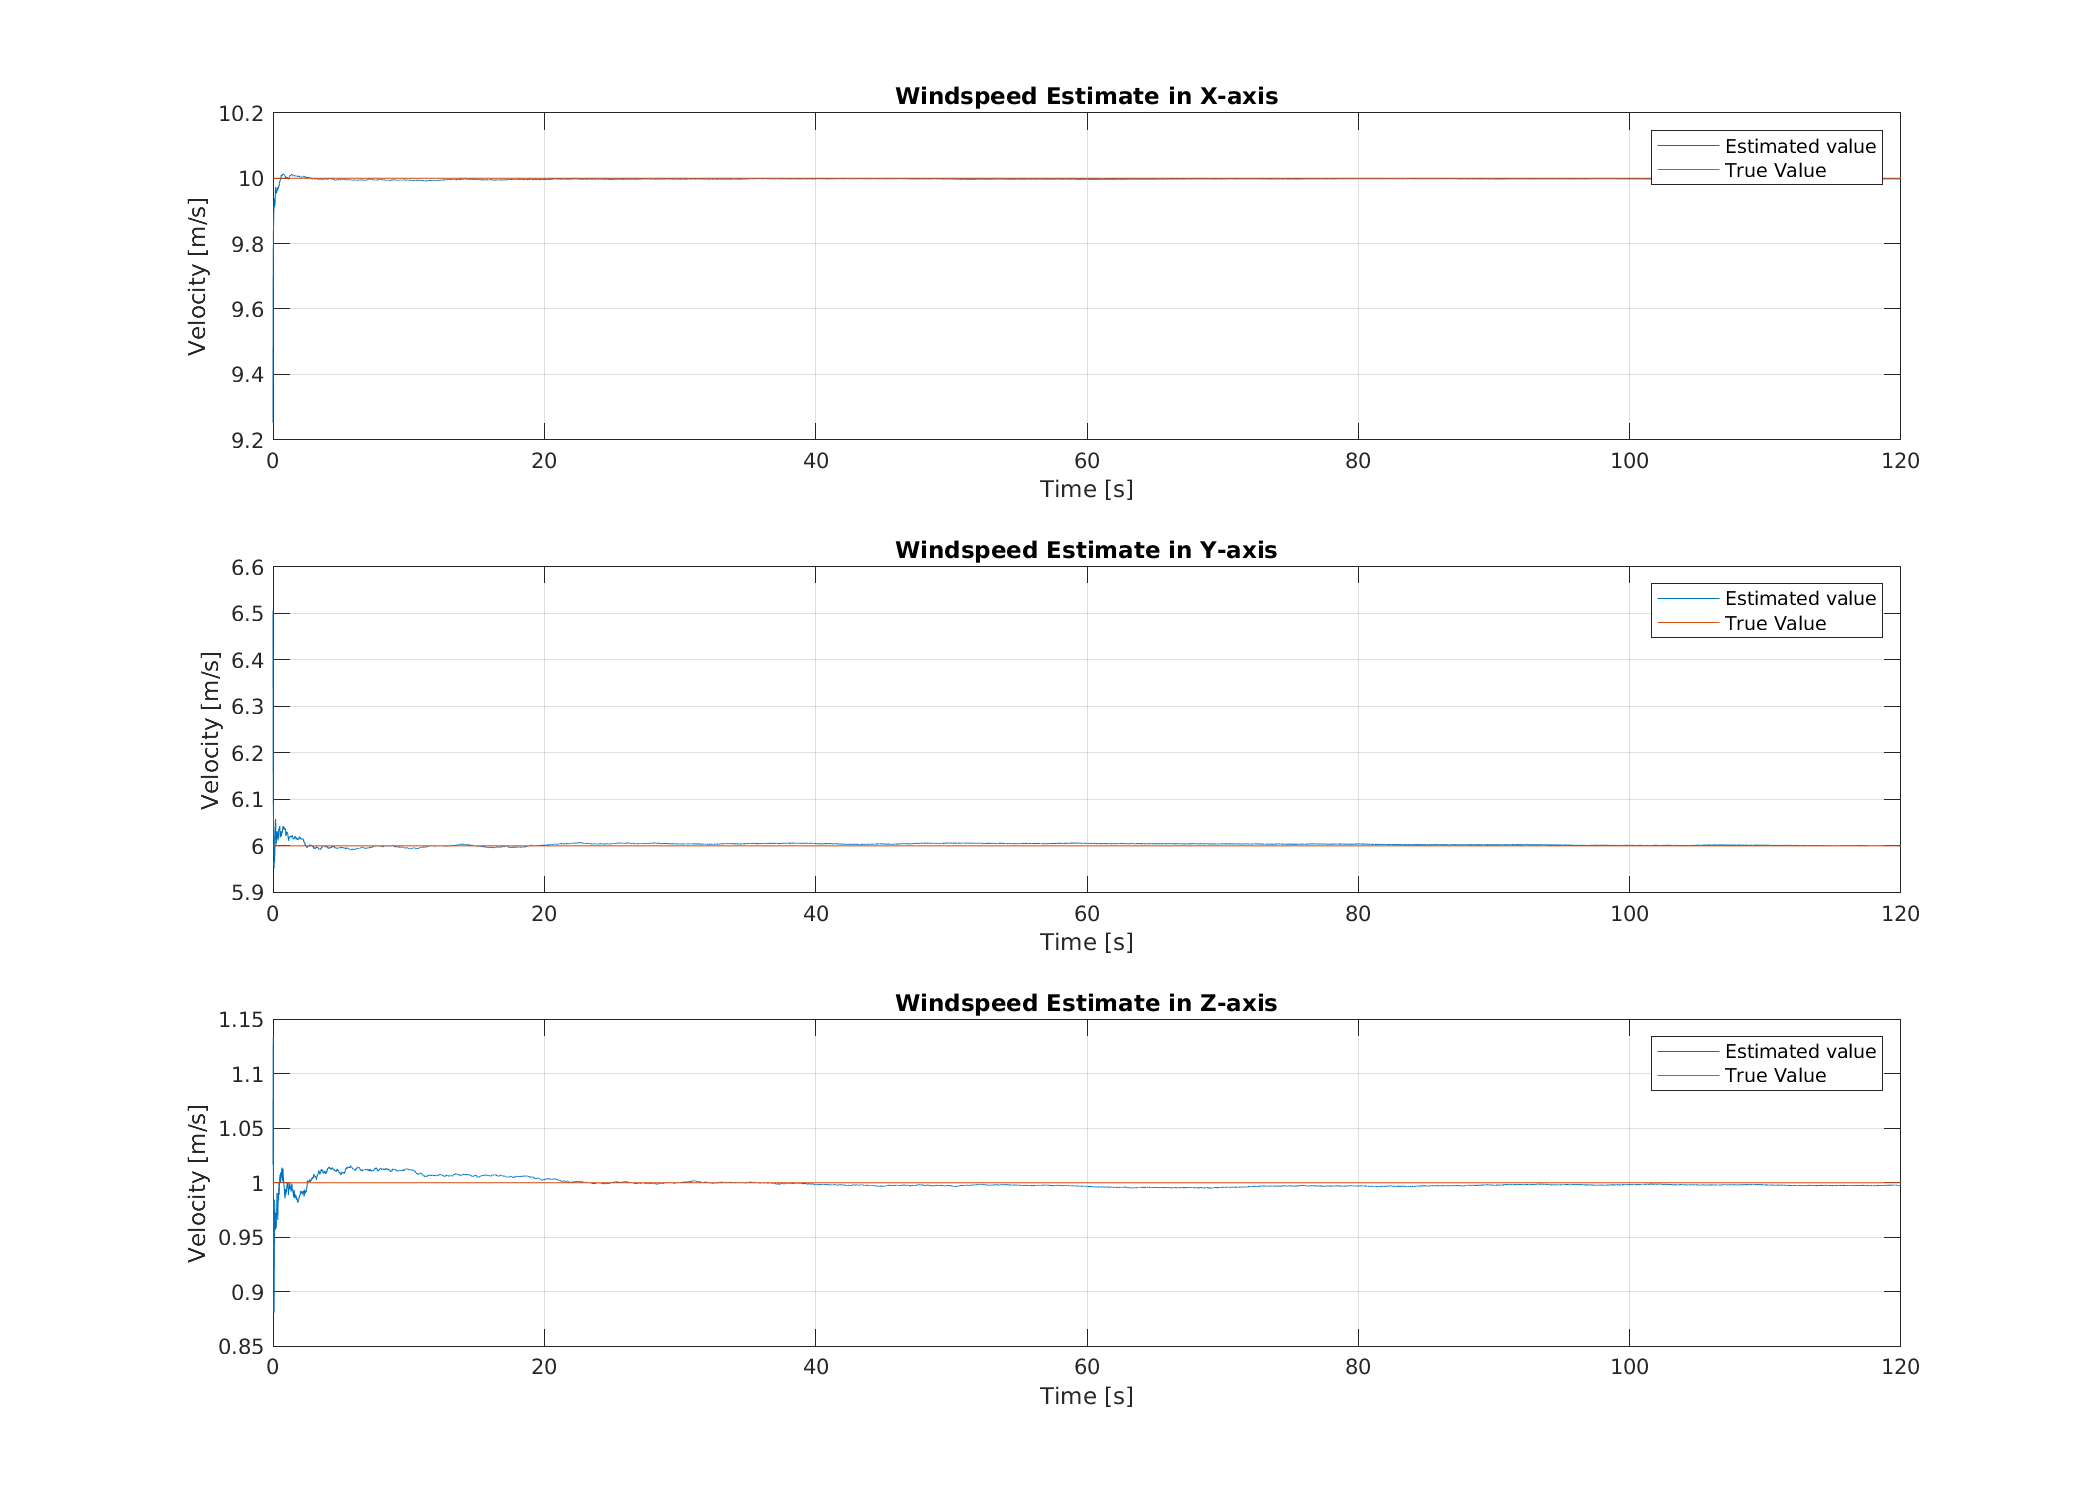 Windspeed Estimate in X-axis
10.2
10
9.8
9.6
9.4
9.2
Velocity [m/s]
Estimated value
True Value
0 20 40 60 80 100 120
Time [s]
Windspeed Estimate in Y-axis
6.6
6.5
6.4
6.3
6.2
6.1
6
5.9
Velocity [m/s]
Estimated value
True Value
0 20 40 60 80 100 120
Time [s]
Windspeed Estimate in Z-axis
1.15
1.1
1.05
1
0.95
0.9
0.85
Velocity [m/s]
Estimated value
True Value
0 20 40 60 80 100 120
Time [s]